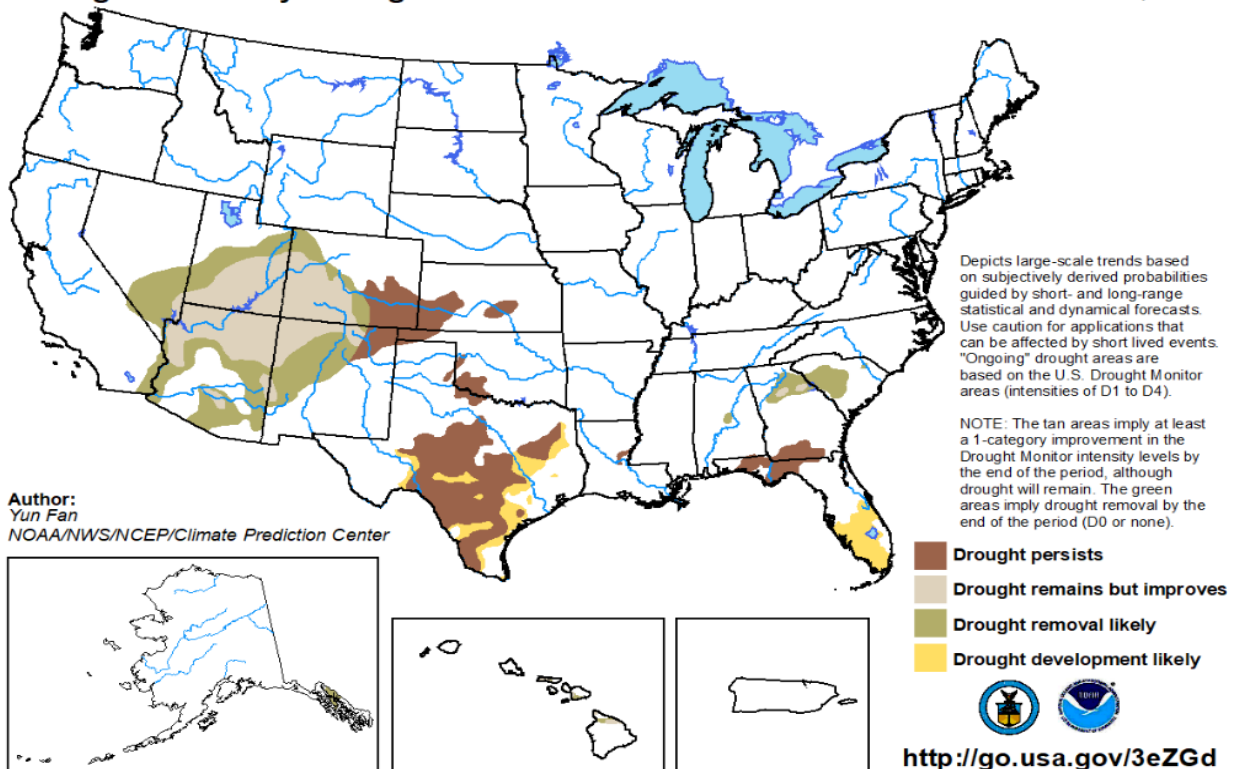 Depicts large-scale trends based
on subjectively derived probabilities
guided by short- and long-range
statistical and dynamical forecasts.
Use caution for applications that
can be affected by short lived events.
"Ongoing" drought areas are
based on the U.S. Drought Monitor
areas (intensities of D1 to D4).
NOTE: The tan areas imply at least
a 1-category improvement in the
Drought Monitor intensity levels by
the end of the period, although
drought will remain. The green
areas imply drought removal by the
end of the period (D0 or none).
Author:
Yun Fan
NOAA/NWS/NCEP/Climate Prediction Center
Drought persists
Drought remains but improves
Drought removal likely
Drought development likely
http://go.usa.gov/3eZGd